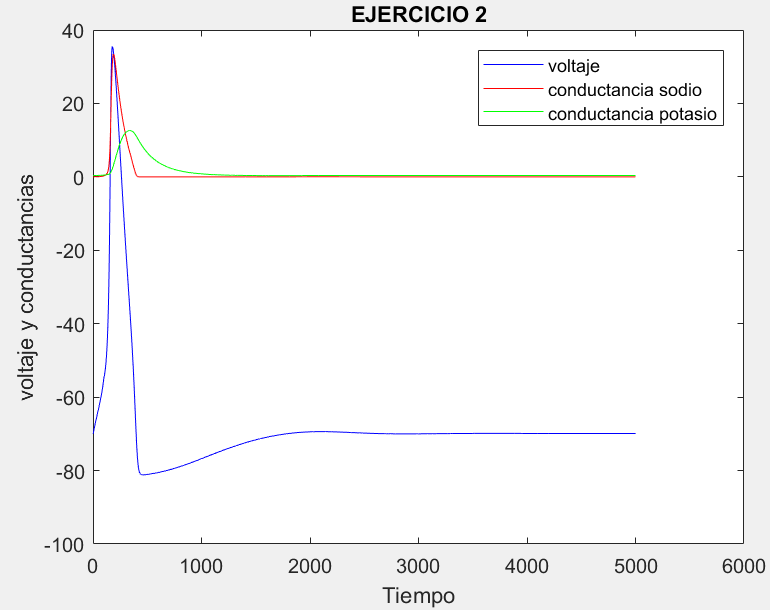 EJERCICIO 2
voltaje
conductancia sodio
conductancia potasio
voltaje y conductancias
40
20
0
-20
-40
-60
-80
-100
0 1000 2000 3000 4000 5000 6000
Tiempo